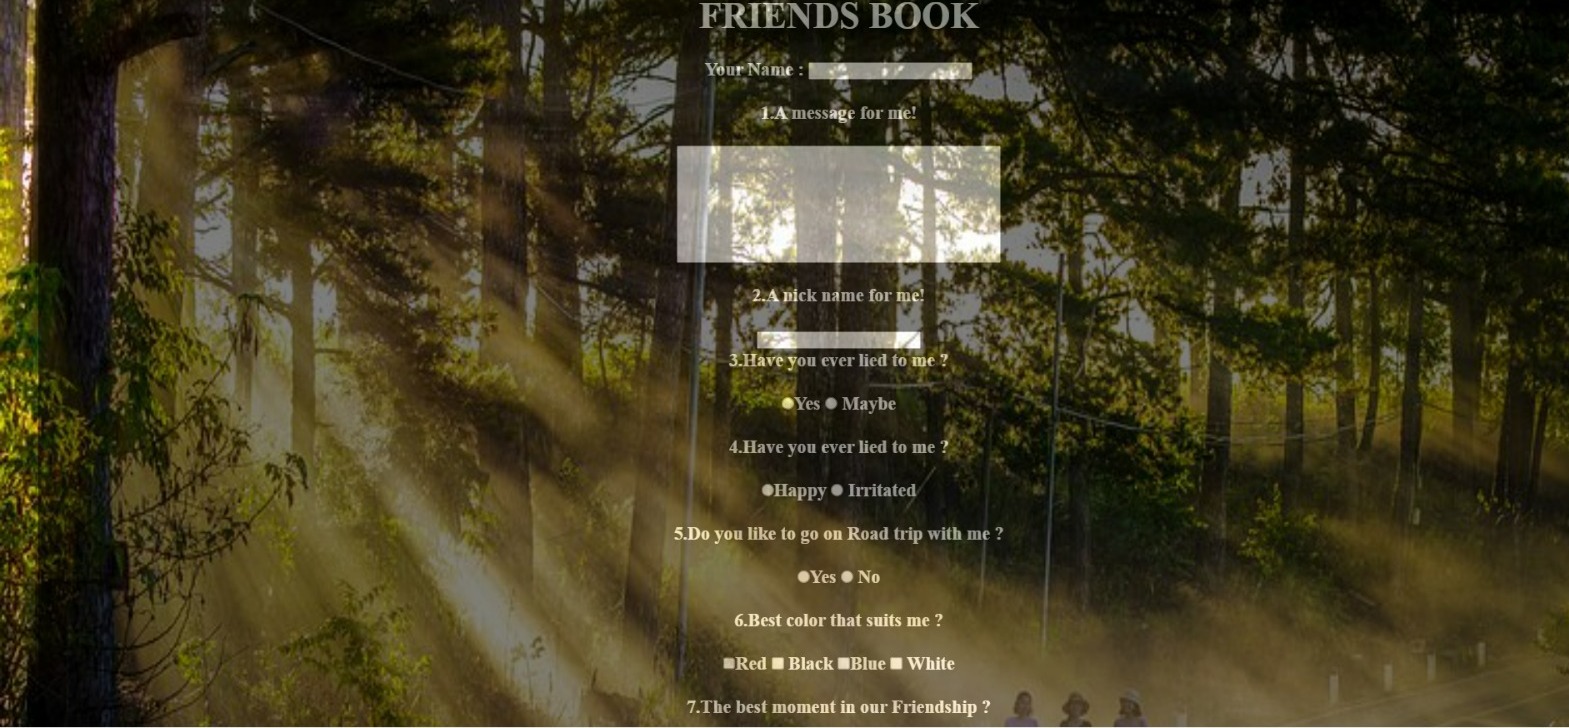 FRIENDS BOOK
Your Name :
1.A message for me!
2.A nick name for me!
3.Have you ever lied to me ?
Yes Maybe
4.Have you ever lied to me ?
Happy Irritated
5.Do you like to go on Road trip with me ?
Yes No
6.Best color that suits me ?
Red Black Blue White
7.The best moment in our Friendship ?